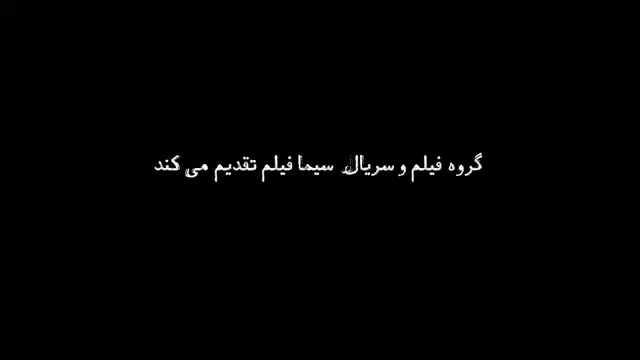 گروه فیلم و سریال سیما فیلم تقدیم می کند